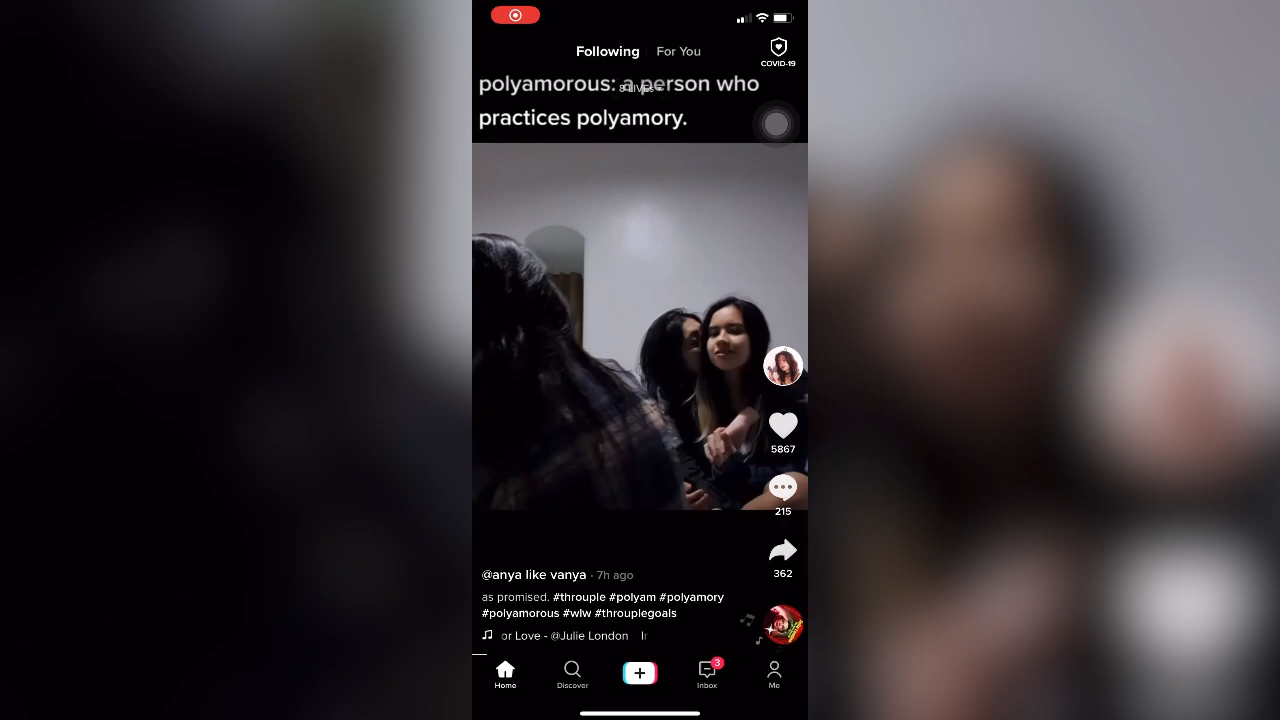 Following
For You
COVID-19
polyamorous: a person who
practices polyamory.
5867
215
362
@anya like vanya · 7h ago
as promised. #throuple #polyam #polyamory
#polyamorous #wlw #throuplegoals
or Love - @Julie London
3
Home
Discover
Inbox
Me